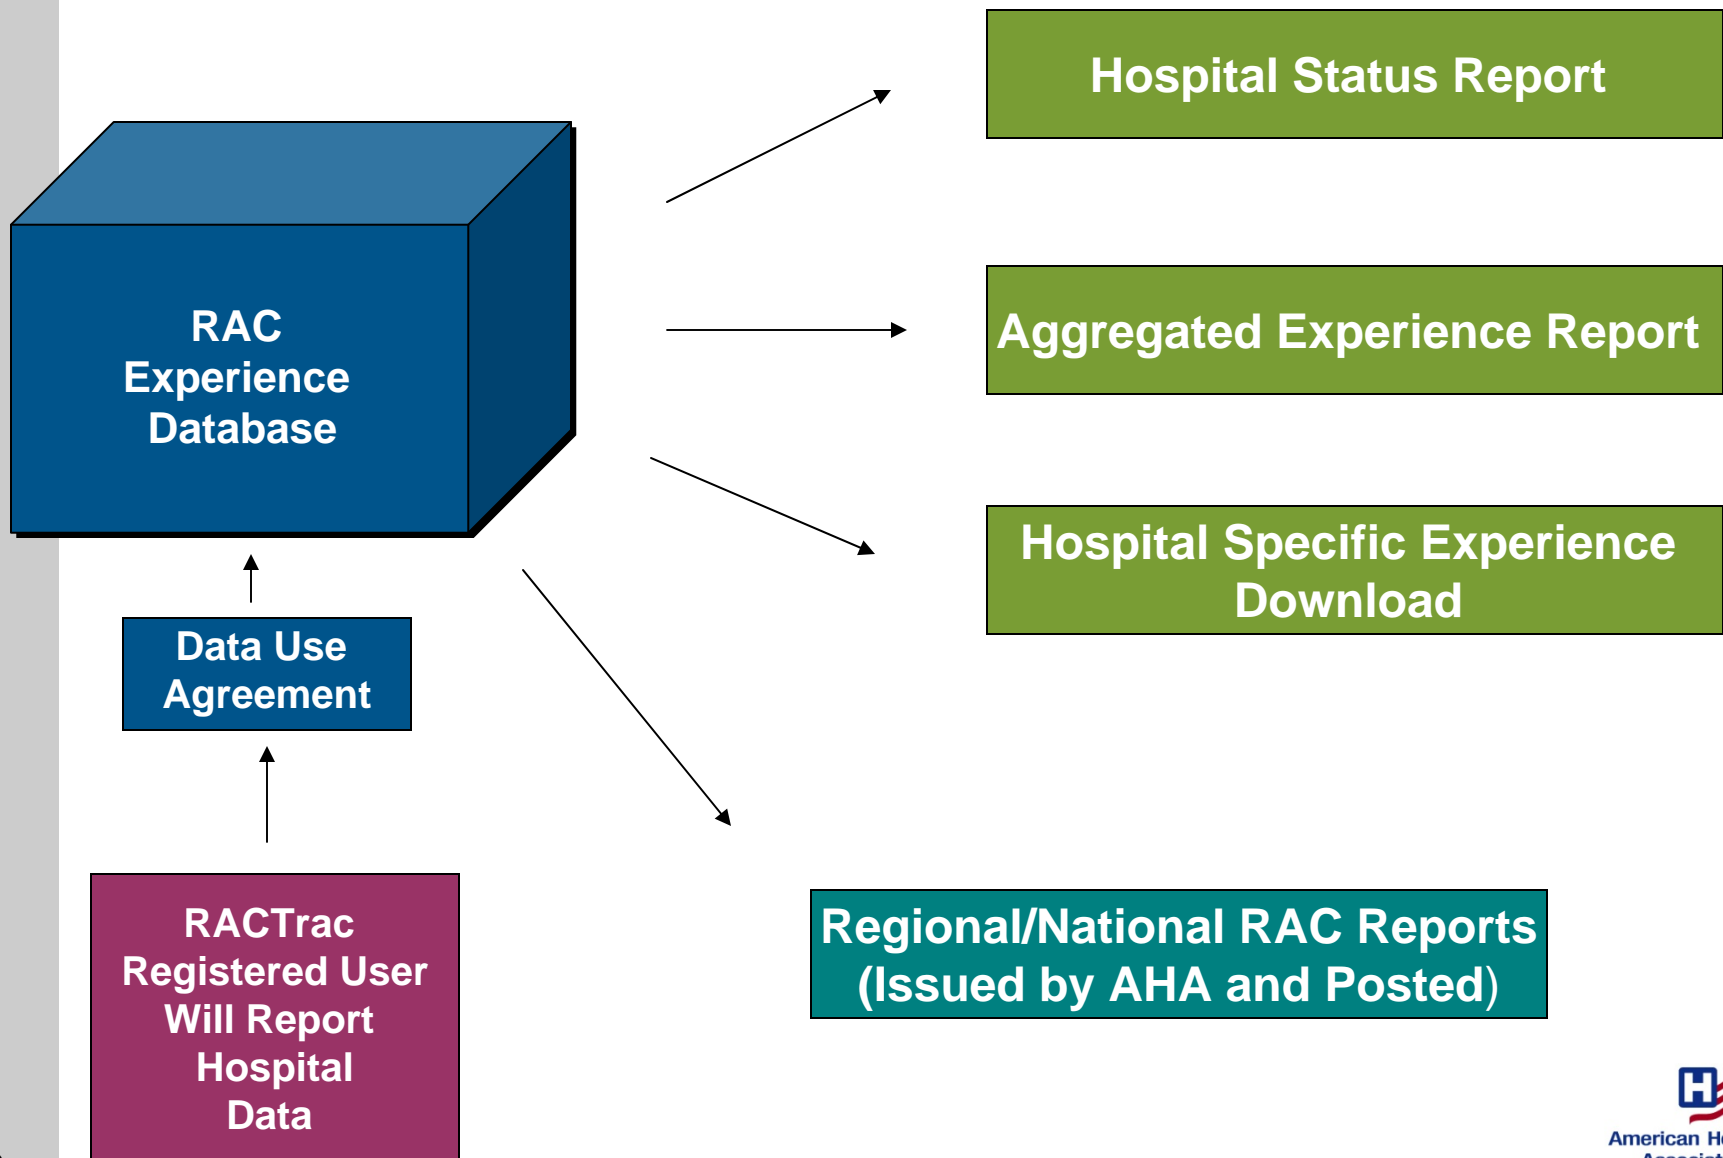 Hospital Status Report
RAC
Experience
Database
Aggregated Experience Report
Hospital Specific Experience
Download
Data Use
Agreement
RACTrac
Registered User
Will Report
Hospital
Data
Regional/National RAC Reports
(Issued by AHA and Posted)
H
American